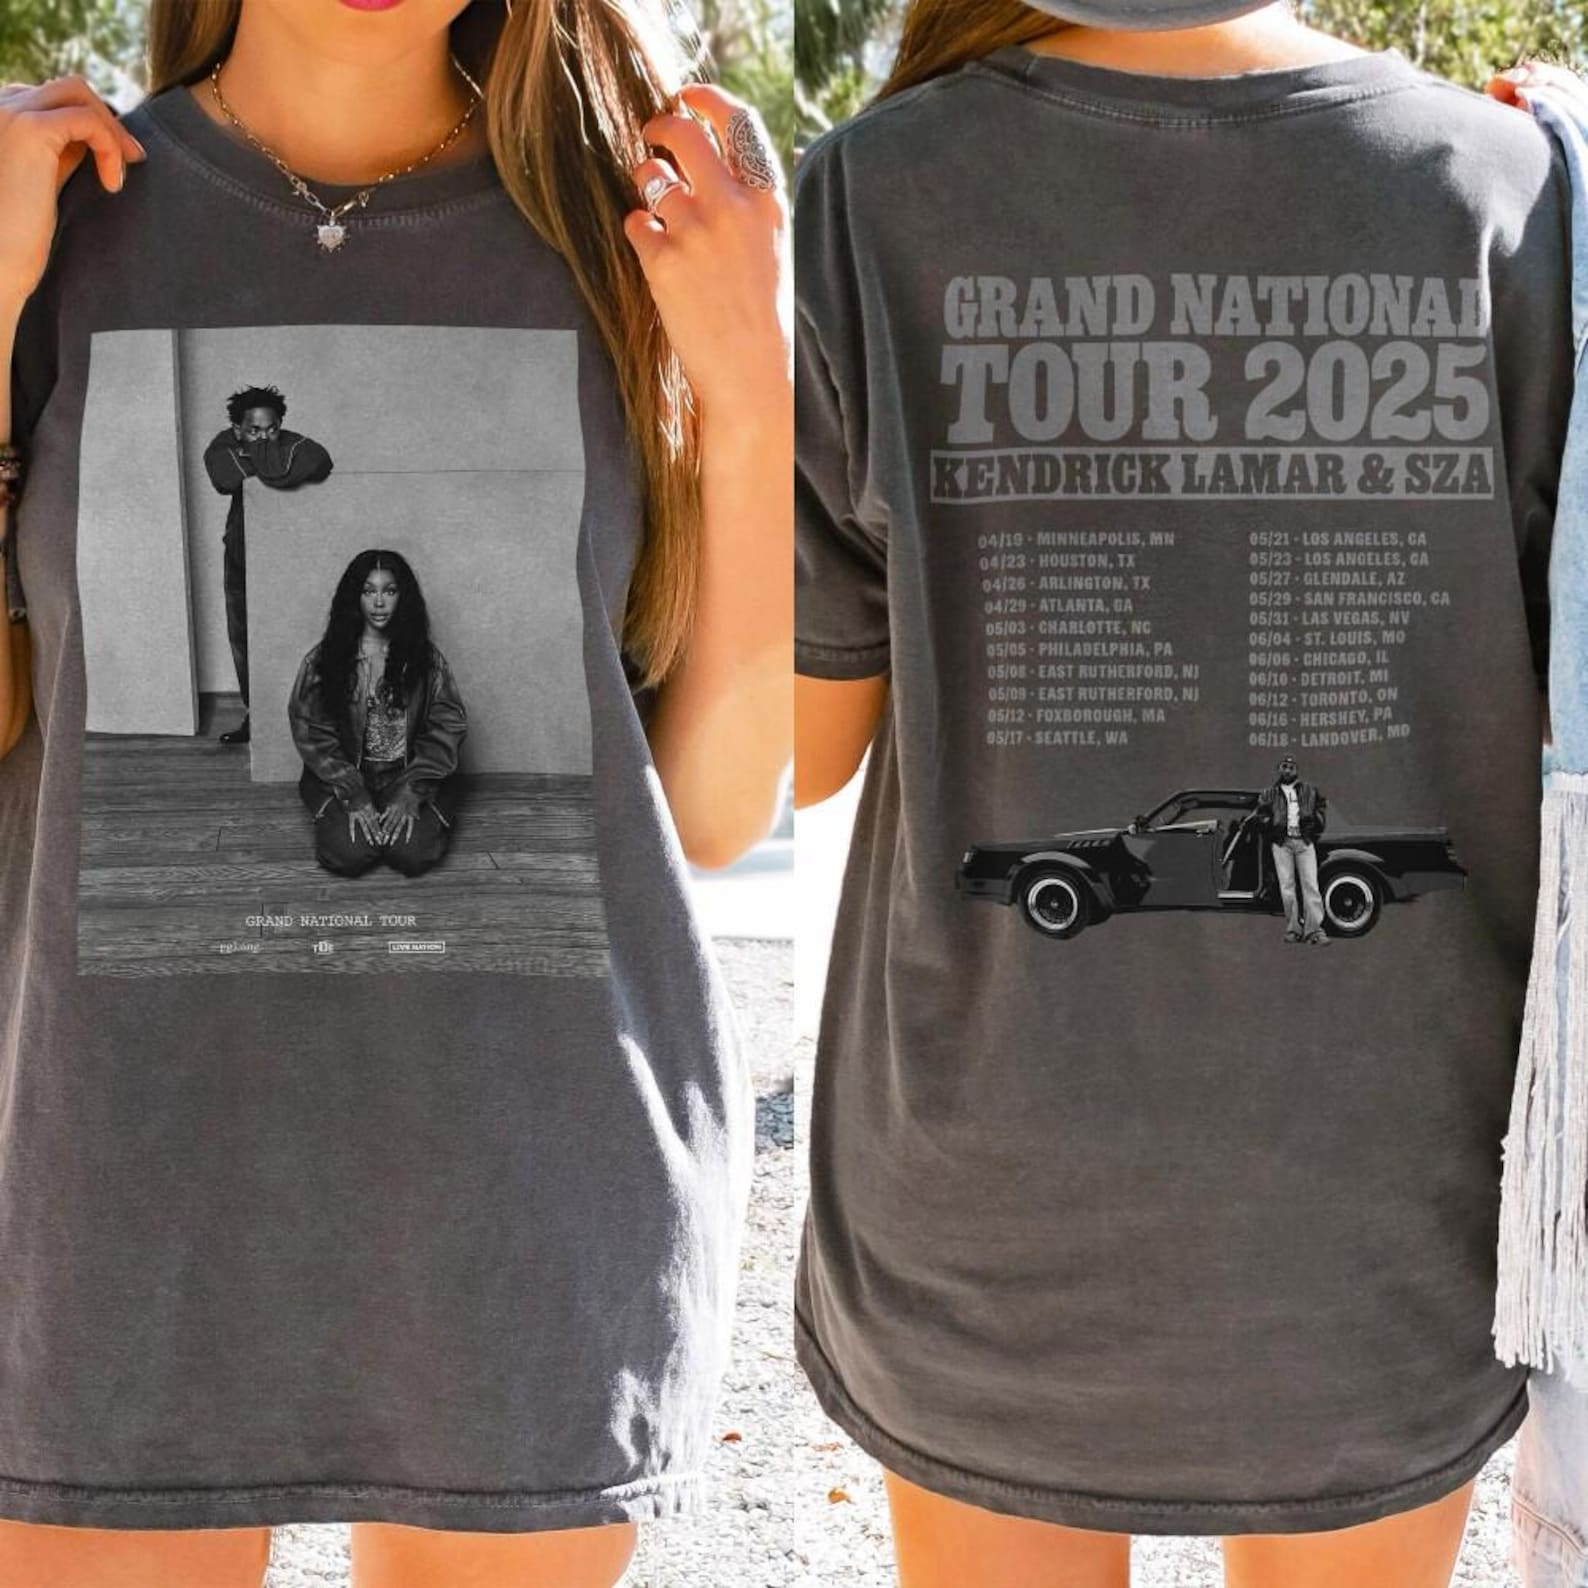 GRAND NATIONAL TOUR
pgLang
TDE
LIVE NATION
GRAND NATIONAL
TOUR 2025
KENDRICK LAMAR & SZA
04/19 · MINNEAPOLIS, MN
04/23 · HOUSTON, TX
04/26 · ARLINGTON, TX
04/29 · ATLANTA, GA
05/03 · CHARLOTTE, NC
05/05 · PHILADELPHIA, PA
05/08 · EAST RUTHERFORD, NJ
05/09 · EAST RUTHERFORD, NJ
05/12 · FOXBOROUGH, MA
05/17 · SEATTLE, WA
05/21 · LOS ANGELES, CA
05/23 · LOS ANGELES, CA
05/27 · GLENDALE, AZ
05/29 · SAN FRANCISCO, CA
05/31 · LAS VEGAS, NV
06/04 · ST. LOUIS, MO
06/06 · CHICAGO, IL
06/10 · DETROIT, MI
06/12 · TORONTO, ON
06/16 · HERSHEY, PA
06/18 · LANDOVER, MD